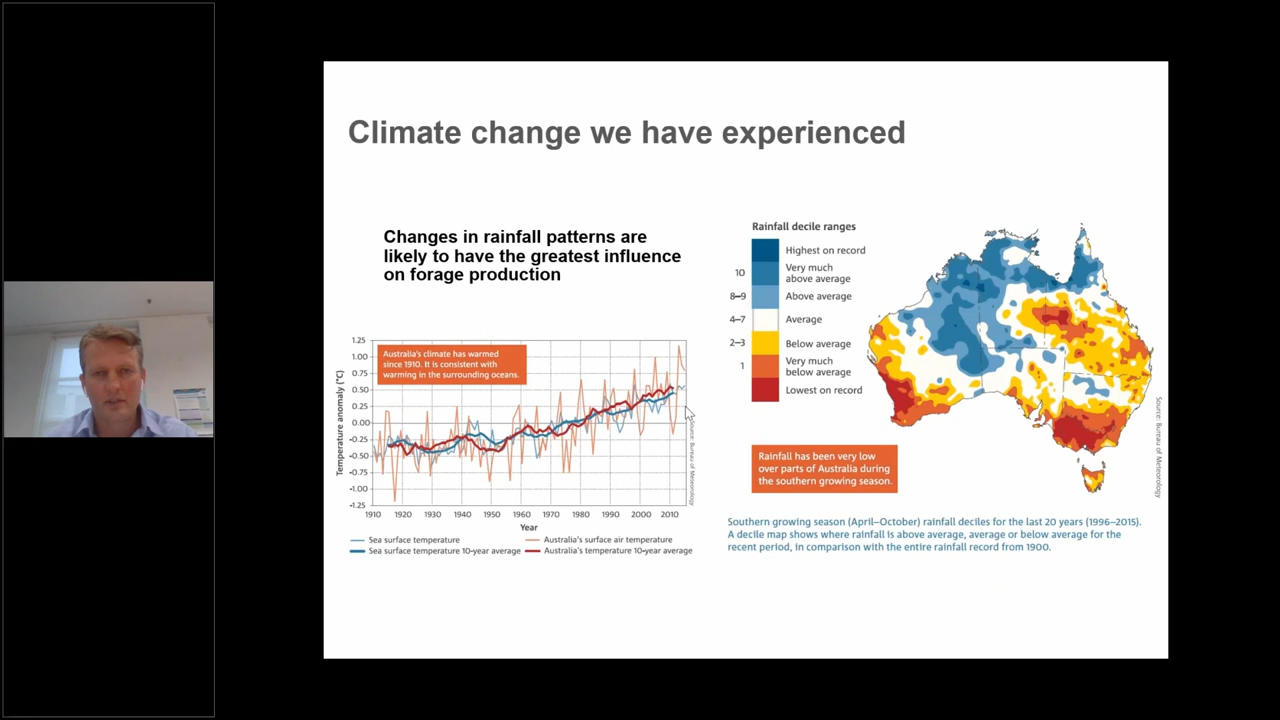 Climate change we have experienced
Changes in rainfall patterns are
likely to have the greatest influence
on forage production
1.25
1.00
0.75
0.50
0.25
0.00
-0.25
-0.50
-0.75
-1.00
-1.25
Temperature anomaly (°C)
Australia's climate has warmed
since 1910. It is consistent with
warming in the surrounding oceans.
Source: Bureau of Meteorology
1910 1920 1930 1940 1950 1960 1970 1980 1990 2000 2010
Year
Sea surface temperature
Australia's surface air temperature
Sea surface temperature 10-year average
Australia's temperature 10-year average
Rainfall decile ranges
Highest on record
10 Very much
above average
8–9 Above average
4–7 Average
2–3 Below average
1 Very much
below average
Lowest on record
Rainfall has been very low
over parts of Australia during
the southern growing season.
Source: Bureau of Meteorology
Southern growing season (April–October) rainfall deciles for the last 20 years (1996–2015).
A decile map shows where rainfall is above average, average or below average for the
recent period, in comparison with the entire rainfall record from 1900.